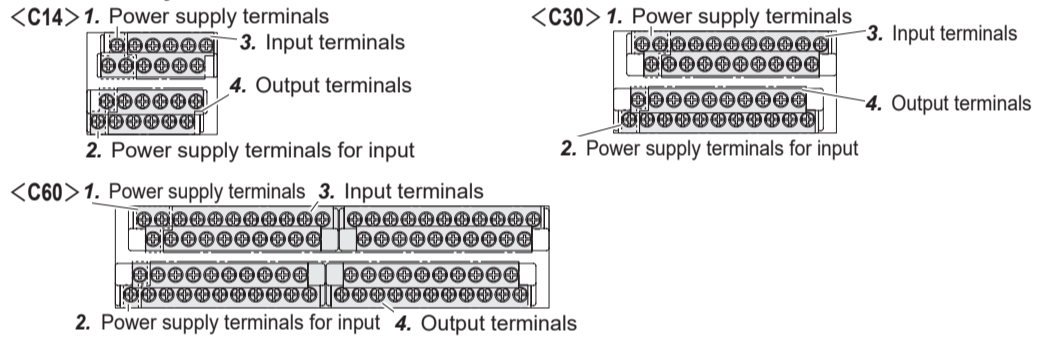 <C14> 1. Power supply terminals
3. Input terminals
4. Output terminals
2. Power supply terminals for input
<C30> 1. Power supply terminals
3. Input terminals
4. Output terminals
2. Power supply terminals for input
<C60> 1. Power supply terminals 3. Input terminals
2. Power supply terminals for input 4. Output terminals